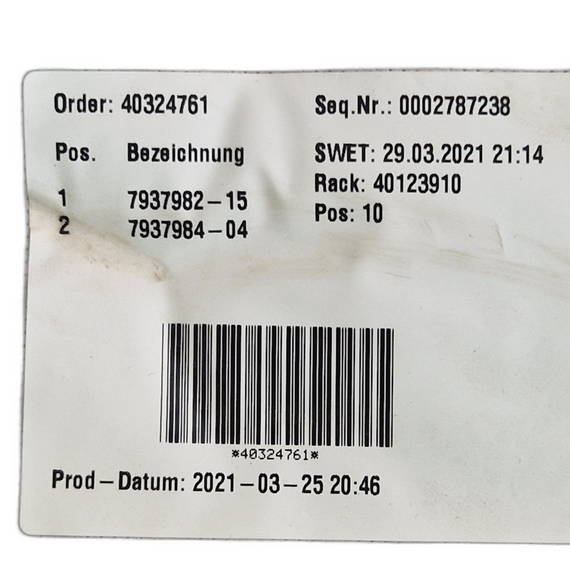 Order: 40324761 Seq.Nr.: 0002787238
Pos. Bezeichnung SWET: 29.03.2021 21:14
Rack: 40123910
1 7937982-15 Pos: 10
2 7937984-04
*40324761*
Prod-Datum: 2021-03-25 20:46